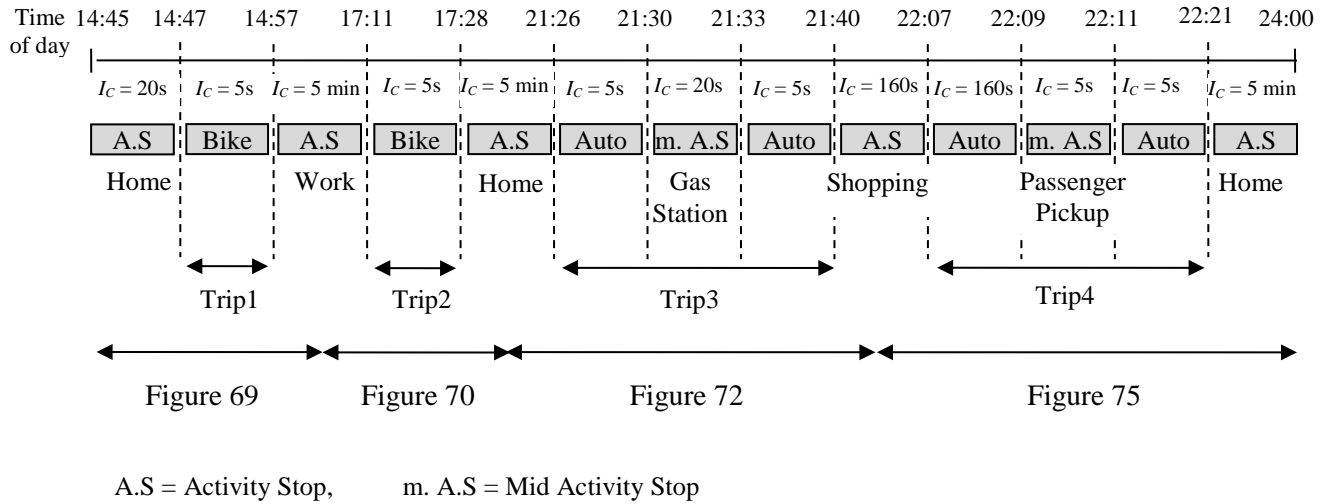 Time of day 14:45 14:47 14:57 17:11 17:28 21:26 21:30 21:33 21:40 22:07 22:09 22:11 22:21 24:00
I_C = 20s I_C = 5s I_C = 5 min I_C = 5s I_C = 5 min I_C = 5s I_C = 20s I_C = 5s I_C = 160s I_C = 160s I_C = 5s I_C = 5s I_C = 5 min
A.S Bike A.S Bike A.S Auto m. A.S Auto A.S Auto m. A.S Auto A.S
Home Work Home Gas Station Shopping Passenger Pickup Home
Trip1 Trip2 Trip3 Trip4
Figure 69 Figure 70 Figure 72 Figure 75
A.S = Activity Stop, m. A.S = Mid Activity Stop